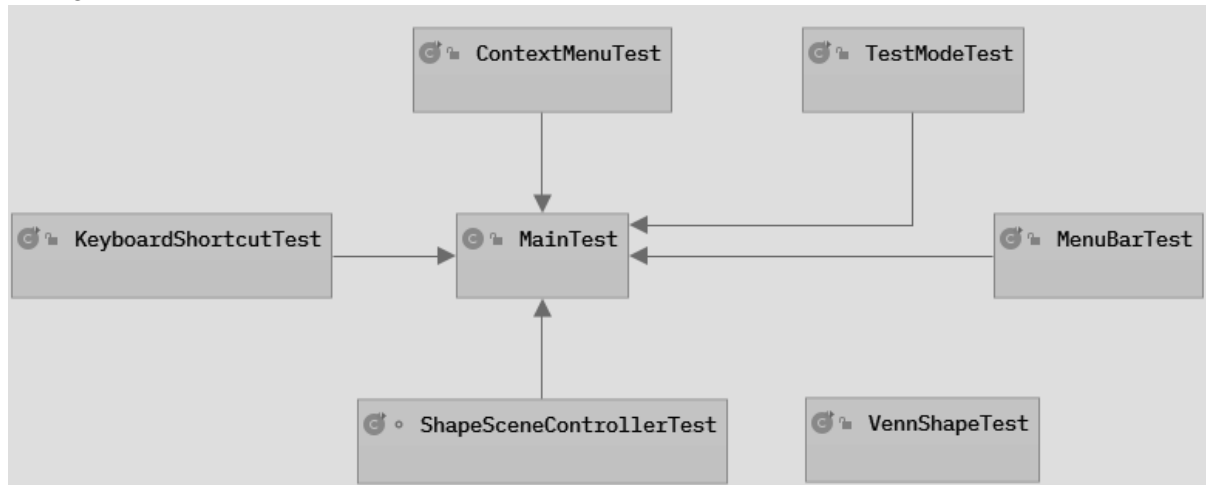 ContextMenuTest
TestModeTest
KeyboardShortcutTest
MainTest
MenuBarTest
ShapeSceneControllerTest
VennShapeTest